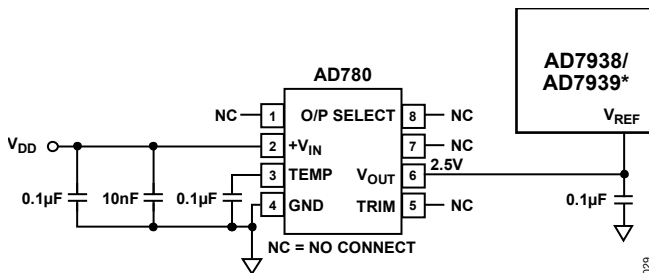 AD7938/
AD7939*
VREF
AD780
NC
1
O/P SELECT
8
NC
VDD
2
+VIN
7
NC
3
TEMP
VOUT
6
2.5V
4
GND
TRIM
5
NC
0.1µF
10nF
0.1µF
0.1µF
NC = NO CONNECT
029